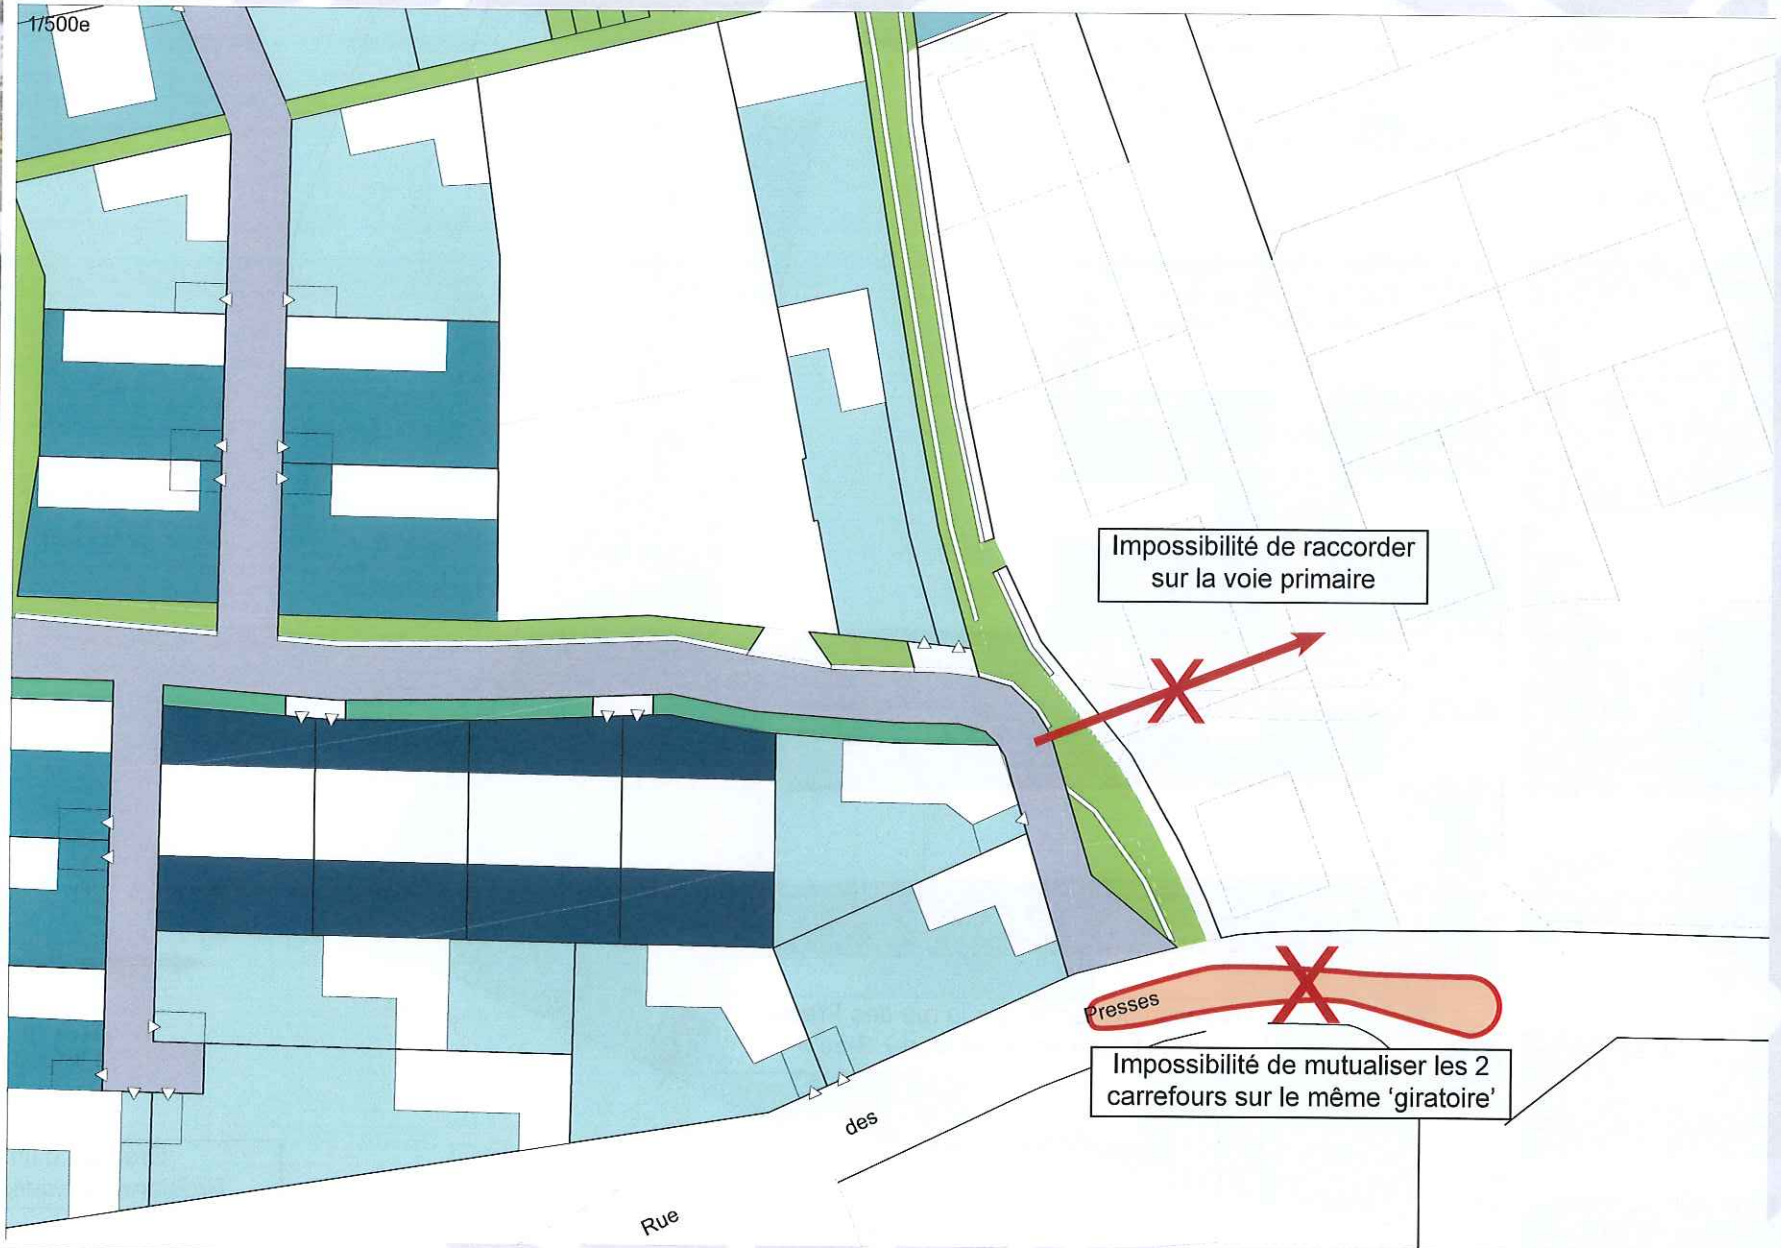 1/500e
Impossibilité de raccorder
sur la voie primaire
Presses
Impossibilité de mutualiser les 2
carrefours sur le même ‘giratoire’
des
Rue